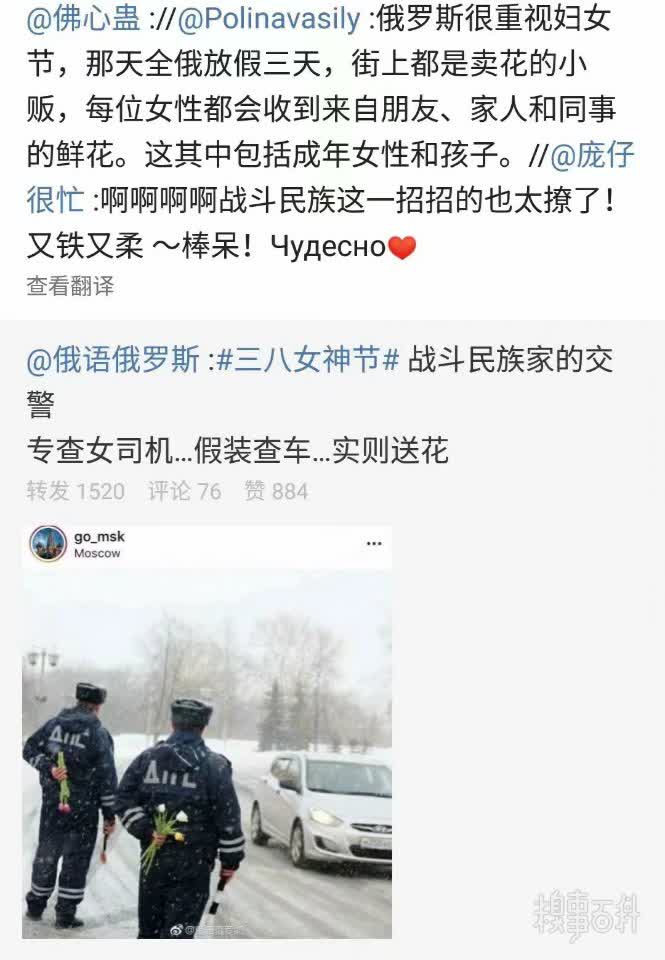 @佛心蛊 ://@Polinavasily :俄罗斯很重视妇女
节，那天全俄放假三天，街上都是卖花的小
贩，每位女性都会收到来自朋友、家人和同事
的鲜花。这其中包括成年女性和孩子。//@庞仔
很忙 :啊啊啊啊战斗民族这一招招的也太撩了！
又铁又柔 ～棒呆！Чудесно❤️
查看翻译
@俄语俄罗斯 :#三八女神节# 战斗民族家的交
警
专查女司机...假装查车...实则送花
转发 1520 评论 76 赞 884
go_msk
Moscow
ДПС
ДПС
糗事百科